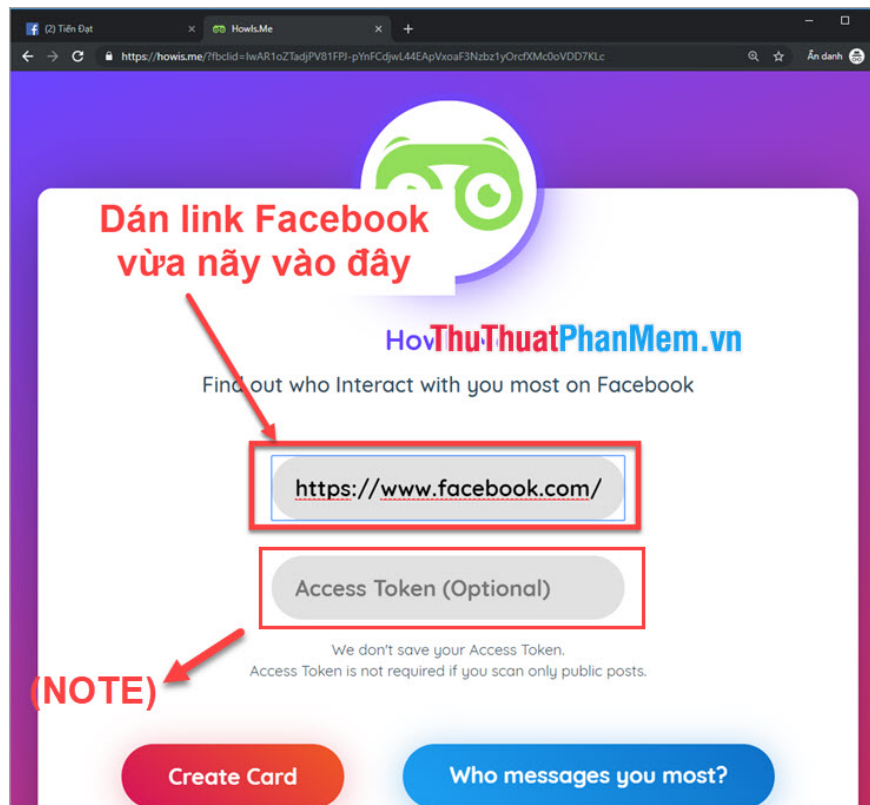 (2) Tiến Đạt
HowIs.Me
https://howis.me/?fbclid=IwAR1oZTadjPV81FPJ-pYnFCdjwL44EApVxoaF3Nzbz1yOrcfXMc0oVDD7KLc
Ẩn danh
Dán link Facebook
vừa nãy vào đây
ThuThuatPhanMem.vn
Find out who Interact with you most on Facebook
https://www.facebook.com/
Access Token (Optional)
We don't save your Access Token.
Access Token is not required if you scan only public posts.
(NOTE)
Create Card
Who messages you most?